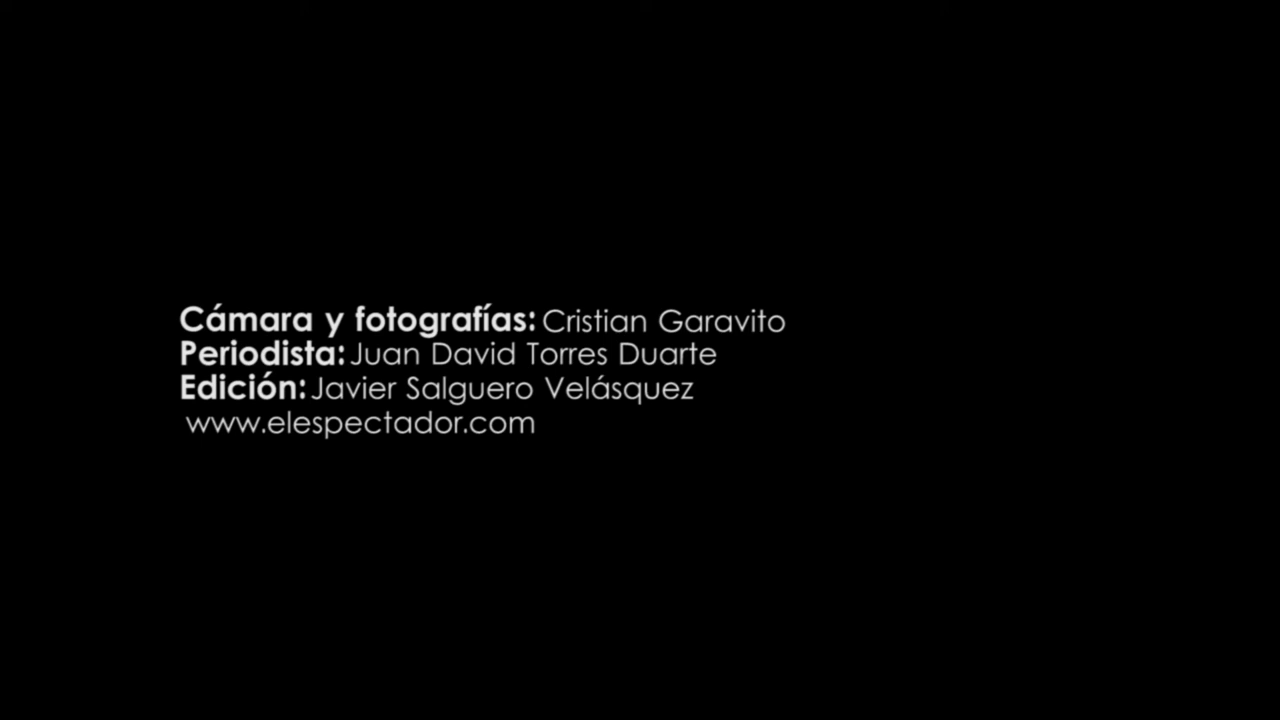 Cámara y fotografías: Cristian Garavito
Periodista: Juan David Torres Duarte
Edición: Javier Salguero Velásquez
www.elespectador.com